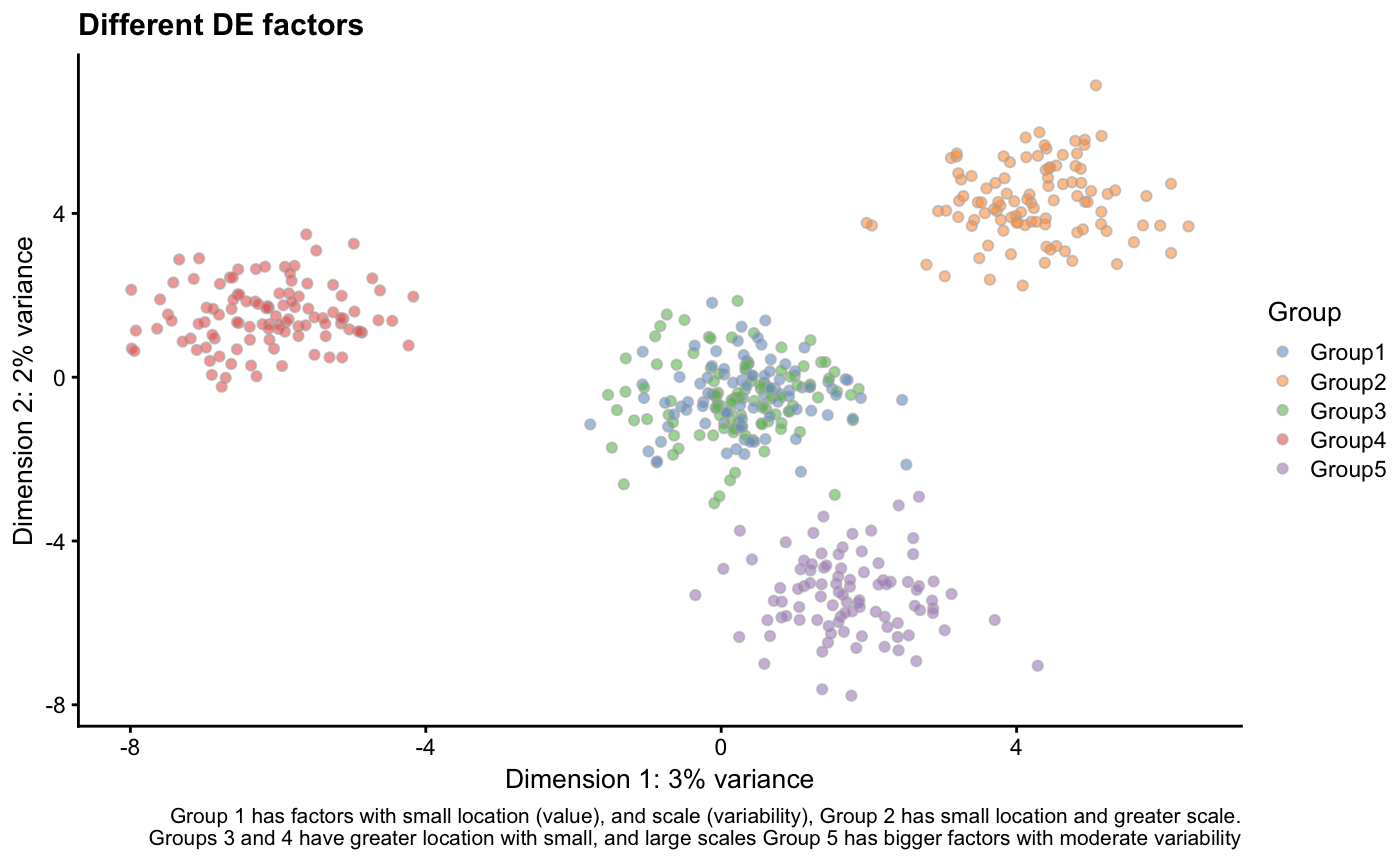 Different DE factors
4
0
-4
-8
Dimension 2: 2% variance
-8
-4
0
4
Dimension 1: 3% variance
Group
Group1
Group2
Group3
Group4
Group5
Group 1 has factors with small location (value), and scale (variability), Group 2 has small location and greater scale.
Groups 3 and 4 have greater location with small, and large scales Group 5 has bigger factors with moderate variability